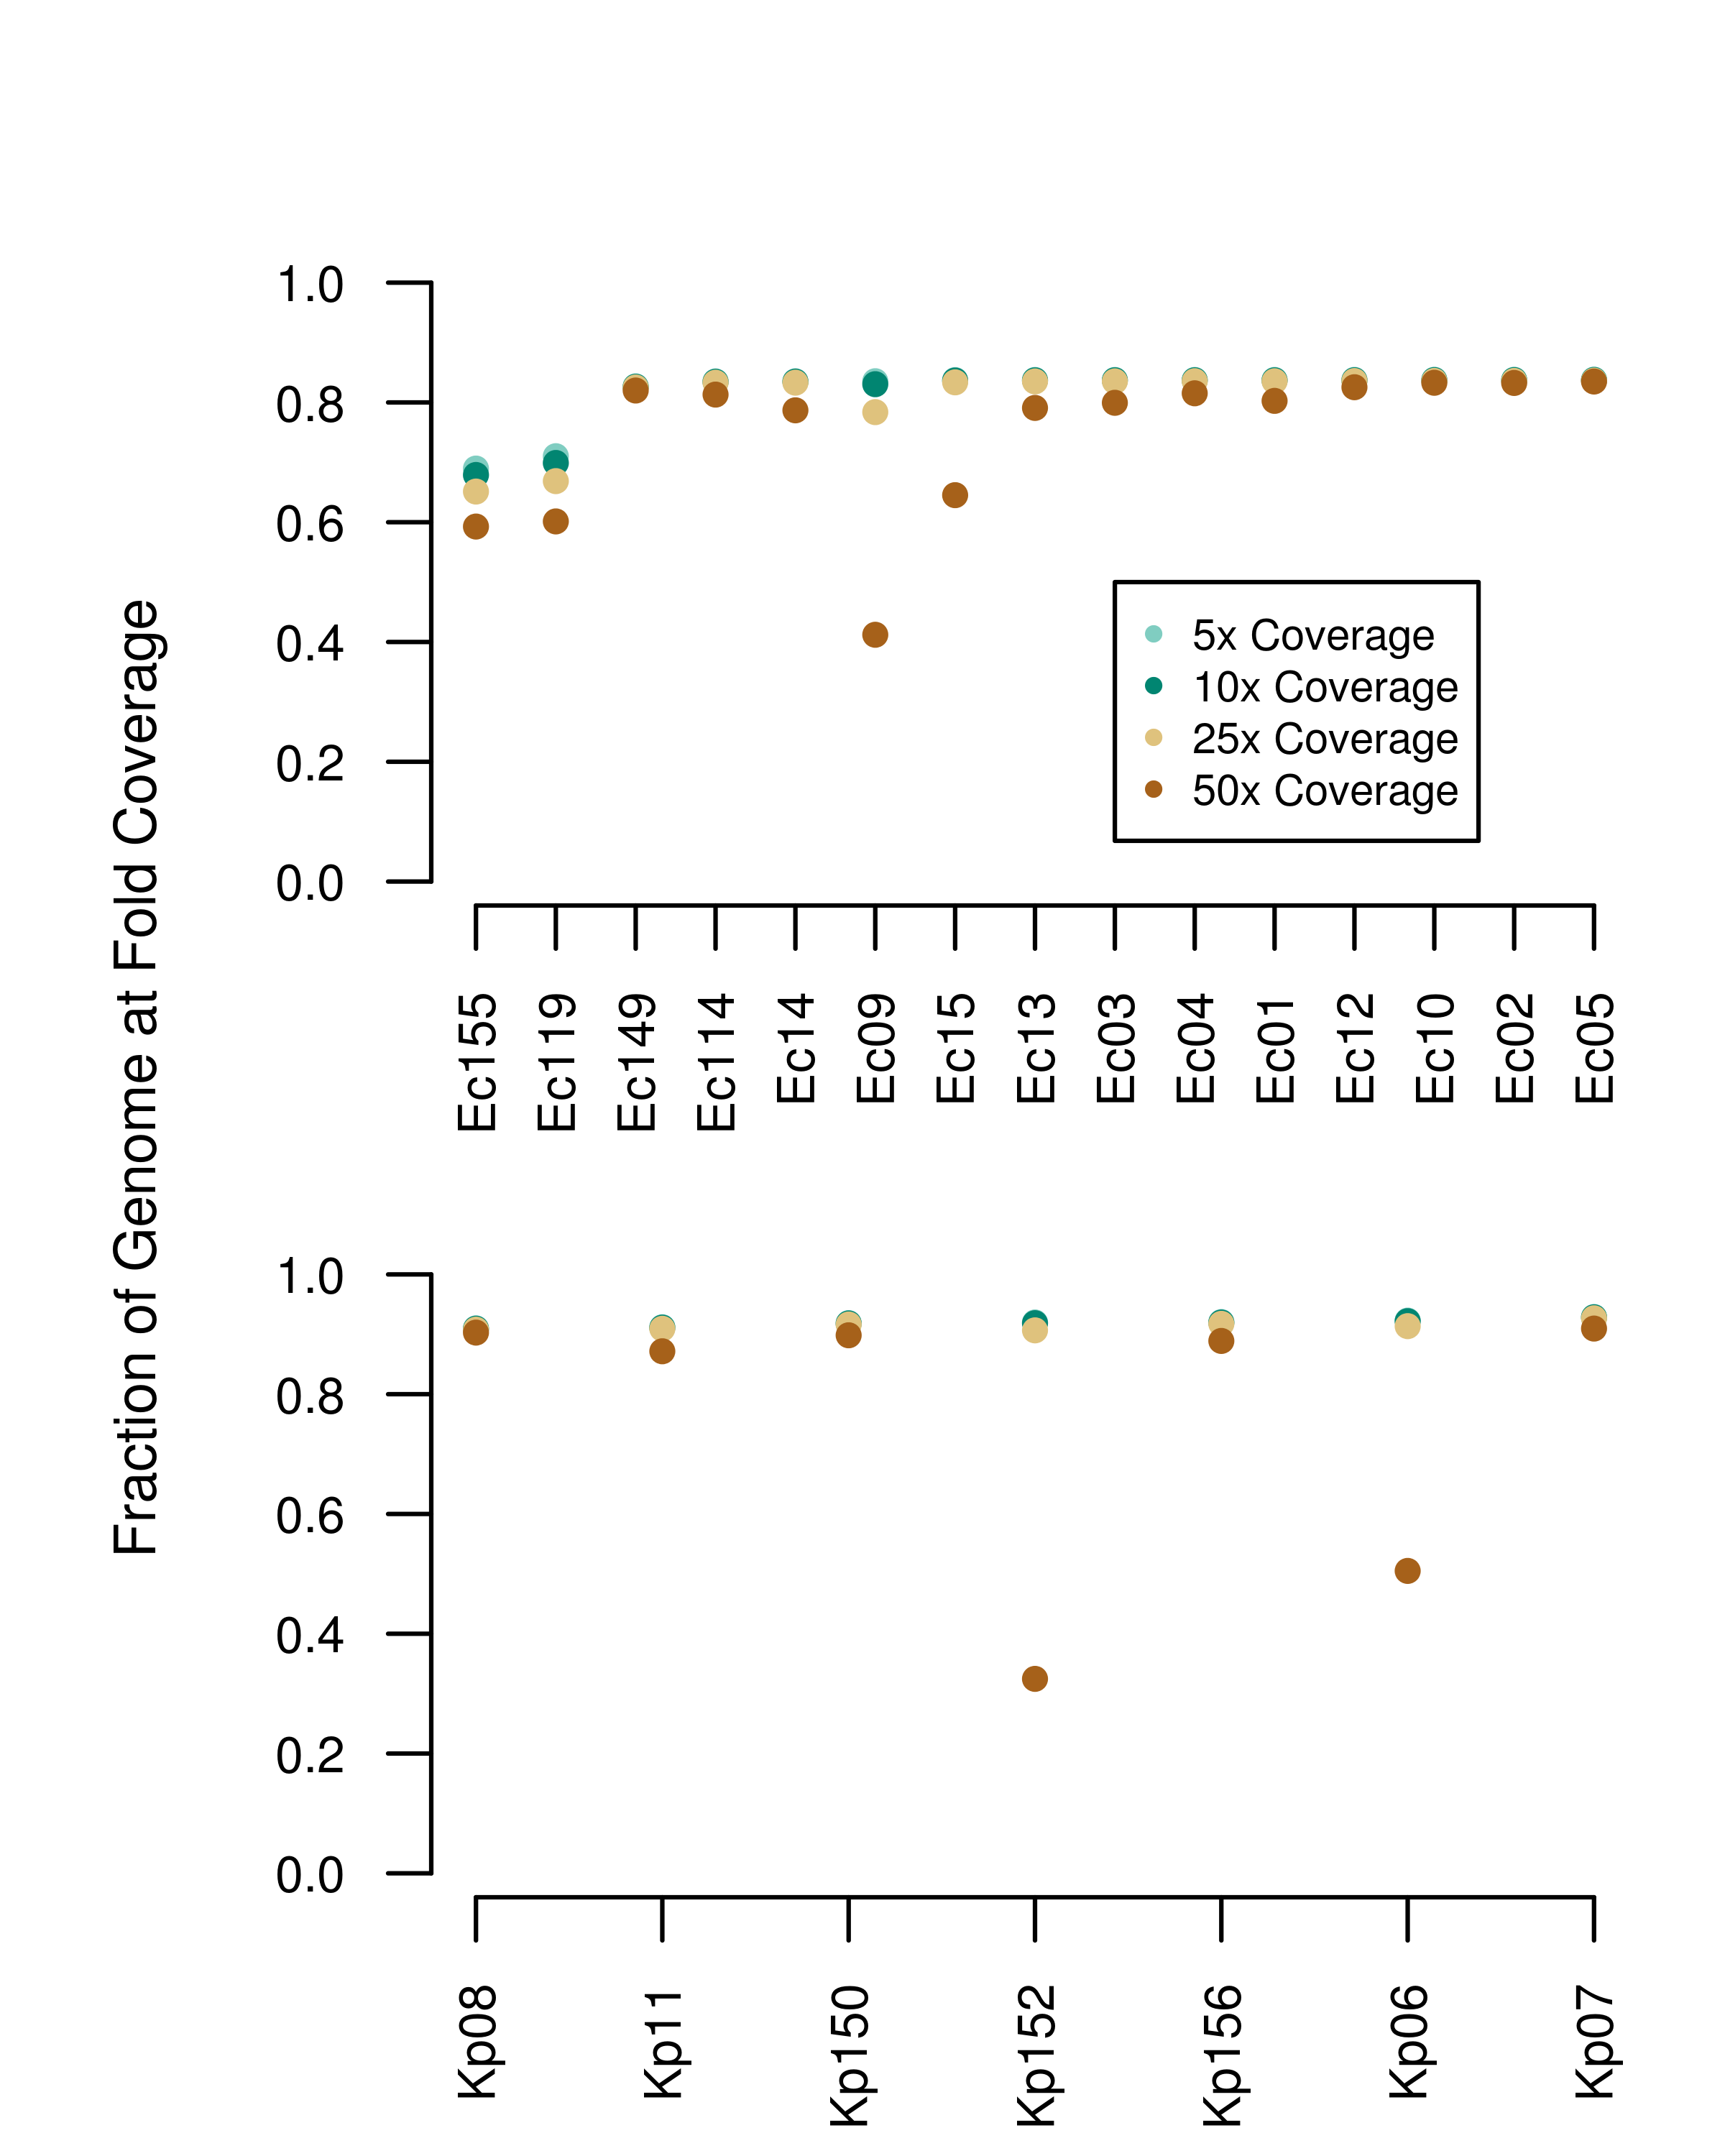 Fraction of Genome at Fold Coverage
1.0
0.8
0.6
0.4
0.2
0.0
5x Coverage
10x Coverage
25x Coverage
50x Coverage
Ec155
Ec119
Ec149
Ec114
Ec14
Ec09
Ec15
Ec13
Ec03
Ec04
Ec01
Ec12
Ec10
Ec02
Ec05
1.0
0.8
0.6
0.4
0.2
0.0
Kp08
Kp11
Kp150
Kp152
Kp156
Kp06
Kp07